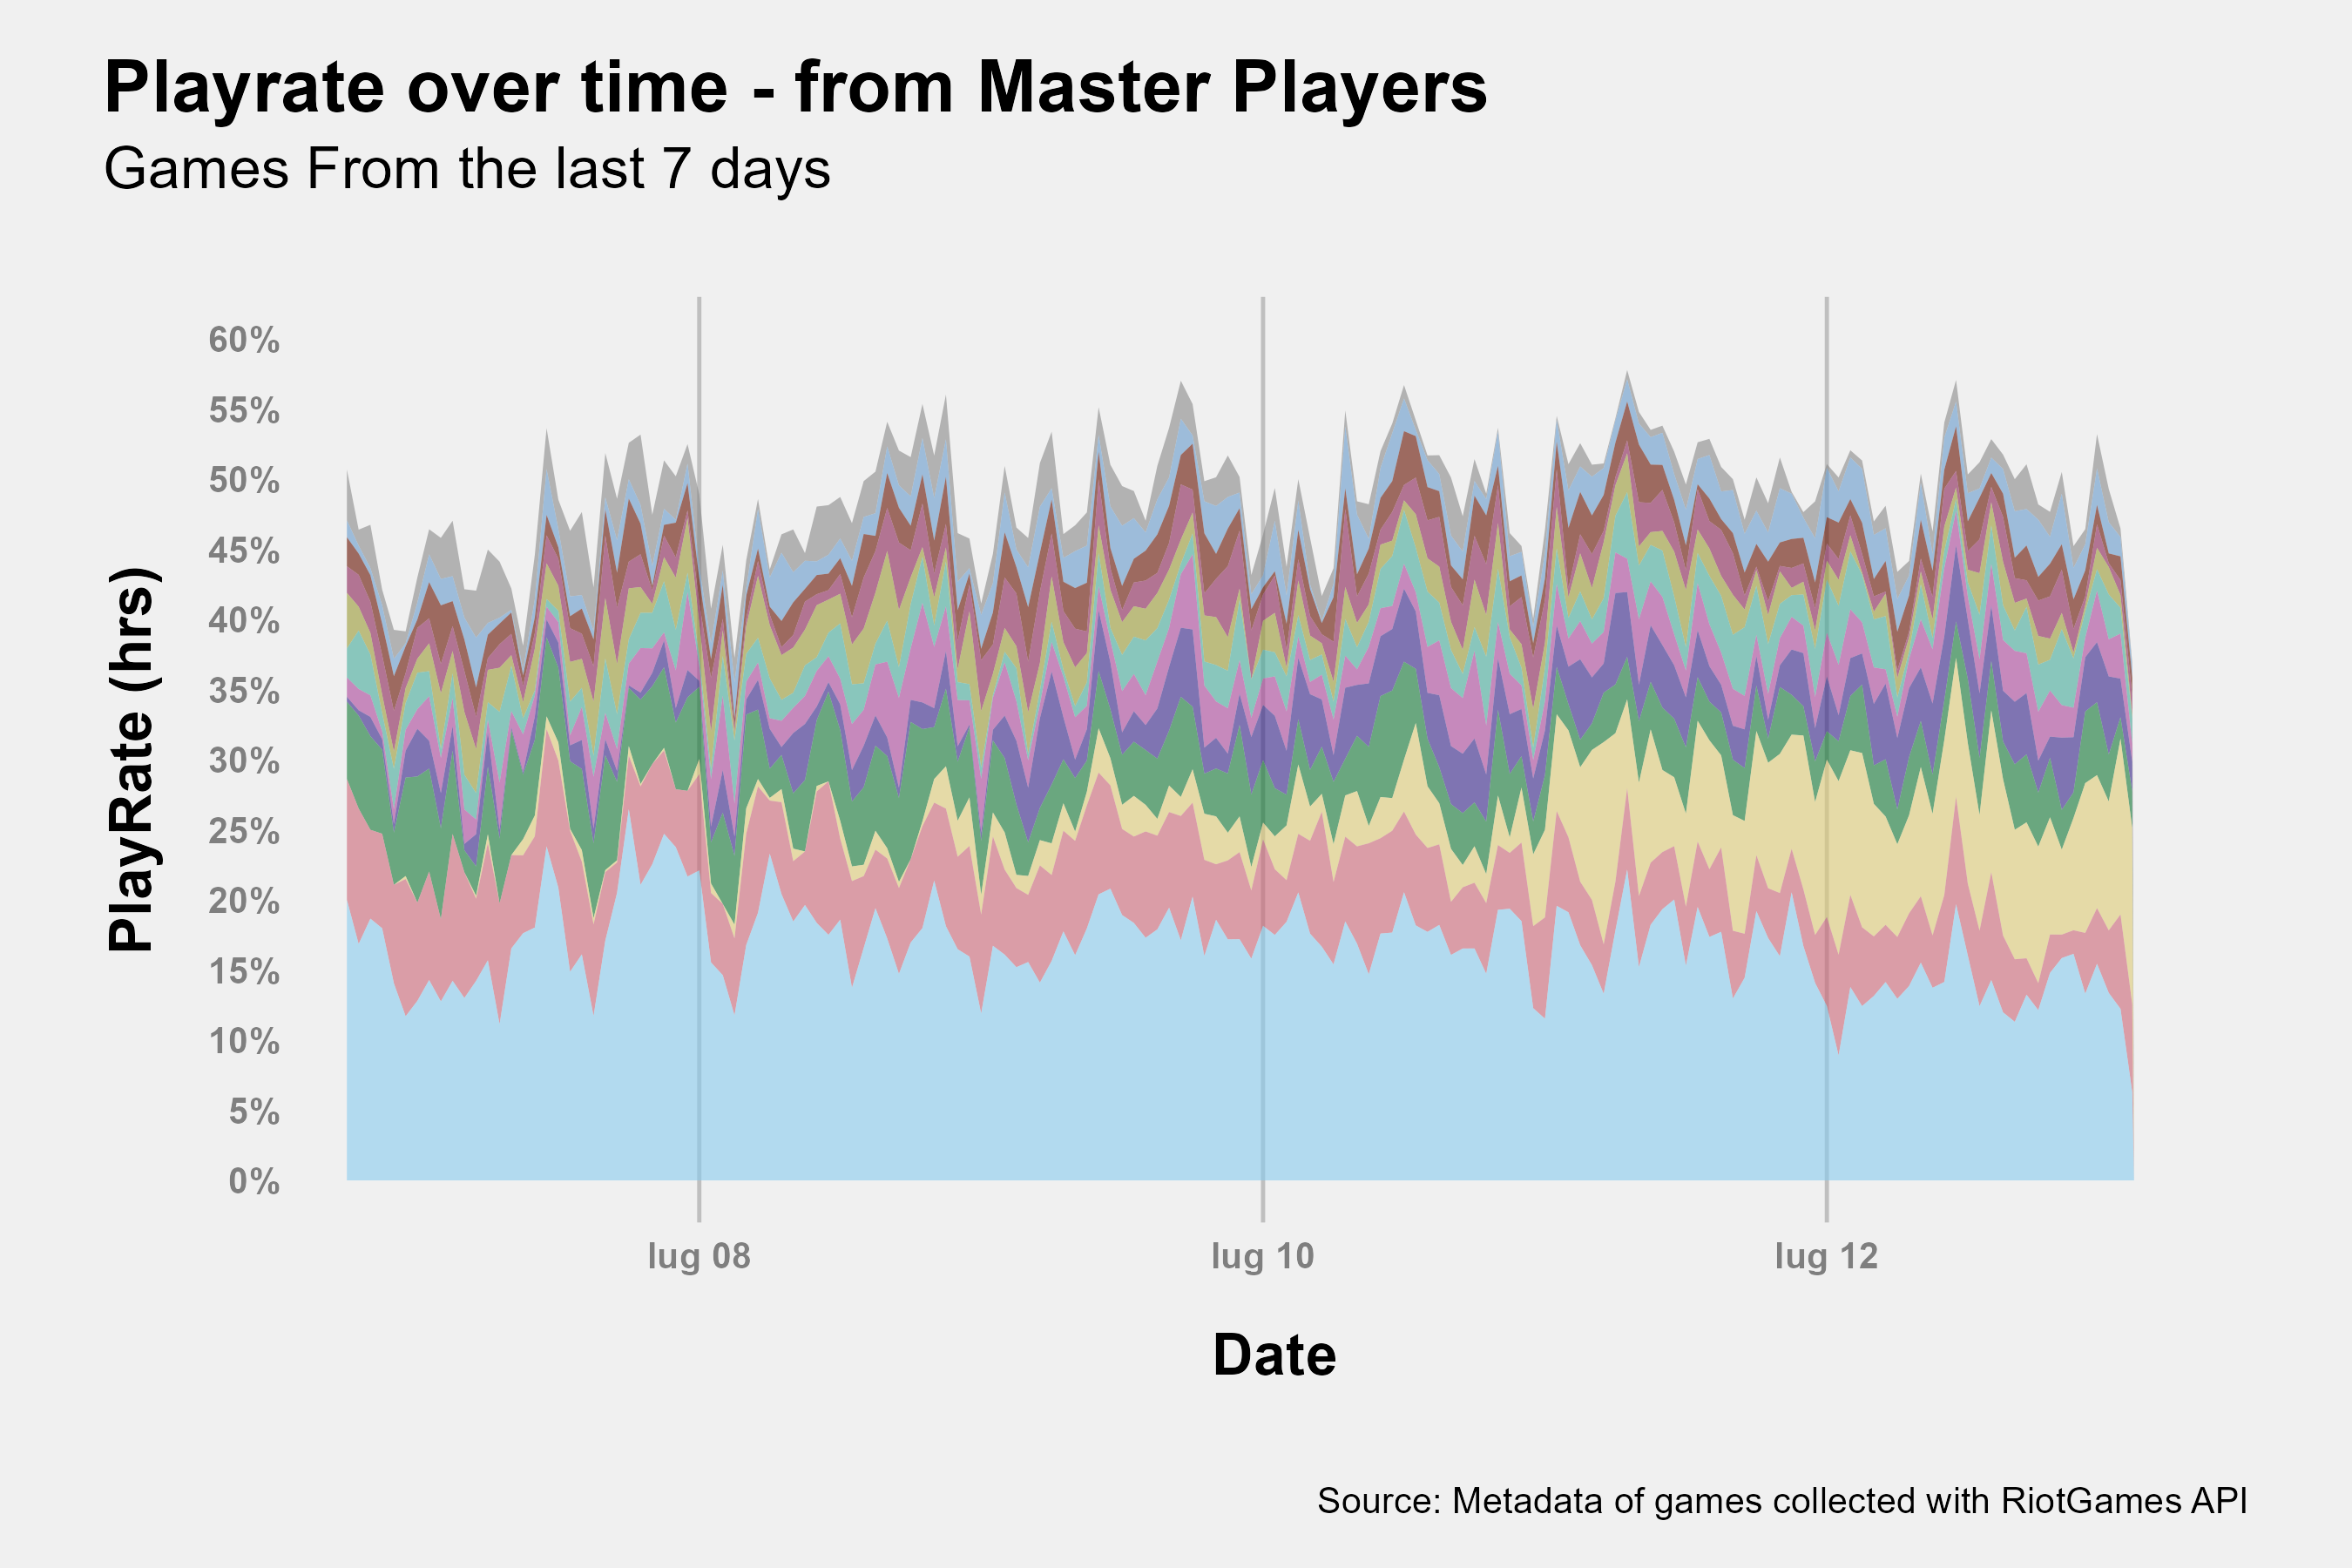 Playrate over time - from Master Players
Games From the last 7 days
60%
55%
50%
45%
40%
35%
30%
25%
20%
15%
10%
5%
0%
PlayRate (hrs)
lug 08
lug 10
lug 12
Date
Source: Metadata of games collected with RiotGames API